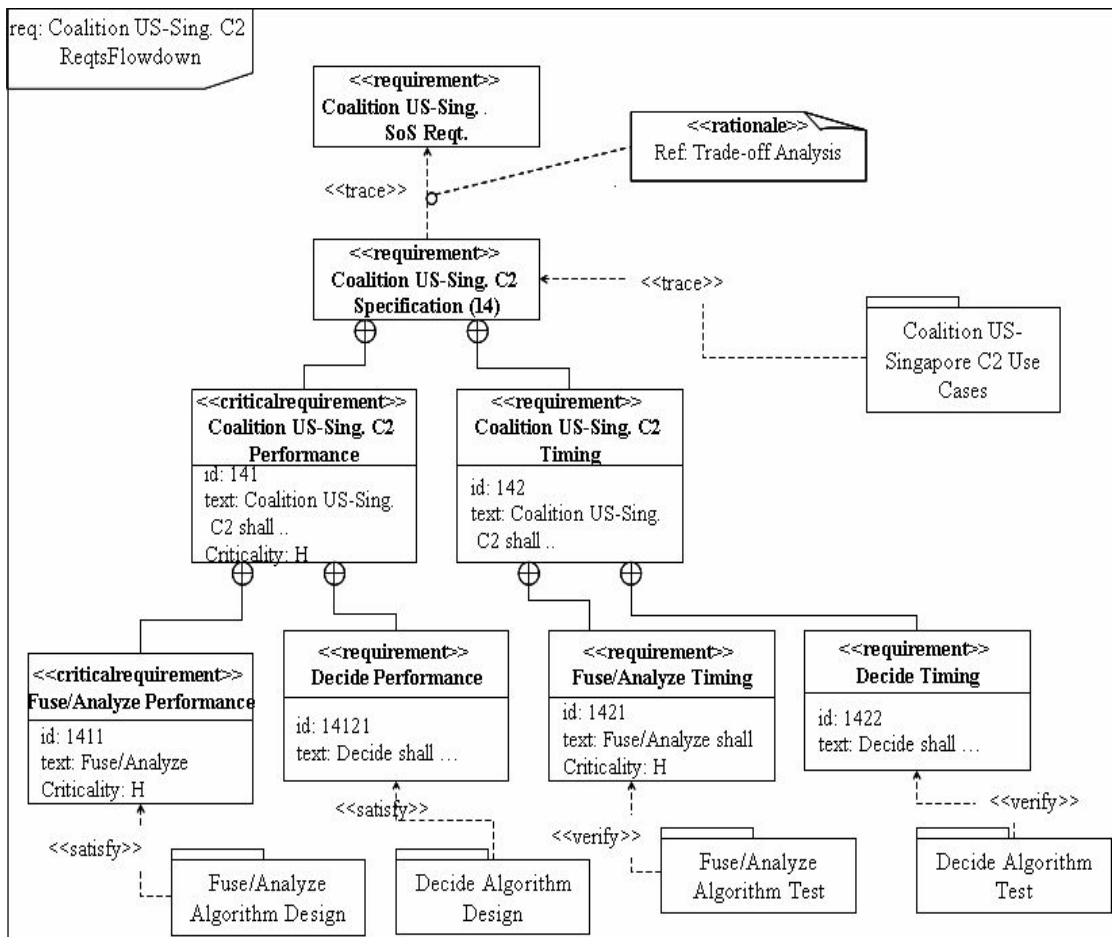 req: Coalition US-Sing. C2
ReqtsFlowdown
<<requirement>>
Coalition US-Sing. .
SoS Reqt.
<<rationale>>
Ref: Trade-off Analysis
<<trace>>
<<requirement>>
Coalition US-Sing. C2
Specification (14)
<<trace>>
Coalition US-
Singapore C2 Use
Cases
<<criticalrequirement>>
Coalition US-Sing. C2
Performance
id: 141
text: Coalition US-Sing.
C2 shall ..
Criticality: H
<<requirement>>
Coalition US-Sing. C2
Timing
id: 142
text: Coalition US-Sing.
C2 shall ..
<<criticalrequirement>>
Fuse/Analyze Performance
id: 1411
text: Fuse/Analyze
Criticality: H
<<requirement>>
Decide Performance
id: 14121
text: Decide shall …
<<requirement>>
Fuse/Analyze Timing
id: 1421
text: Fuse/Analyze shall
Criticality: H
<<requirement>>
Decide Timing
id: 1422
text: Decide shall …
<<satisfy>>
<<satisfy>>
<<verify>>
<<verify>>
Fuse/Analyze
Algorithm Design
Decide Algorithm
Design
Fuse/Analyze
Algorithm Test
Decide Algorithm
Test